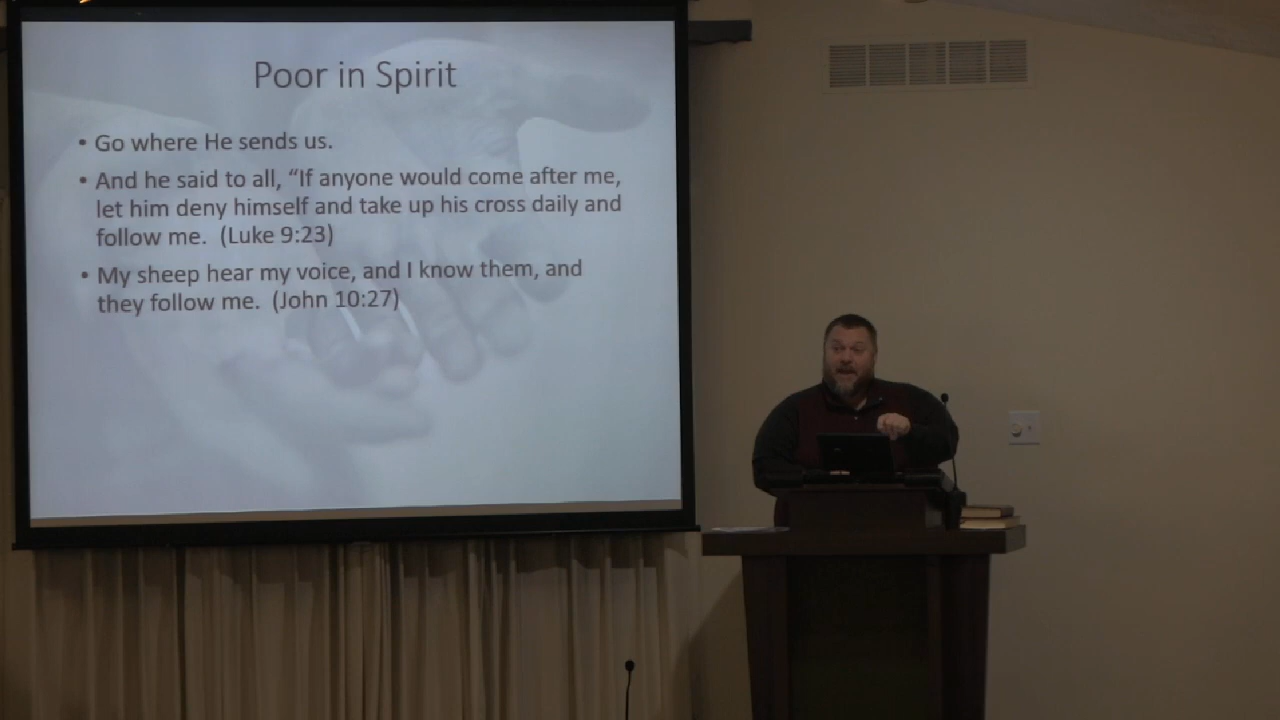 Poor in Spirit
• Go where He sends us.
• And he said to all, “If anyone would come after me,
let him deny himself and take up his cross daily and
follow me.  (Luke 9:23)
• My sheep hear my voice, and I know them, and
they follow me.  (John 10:27)